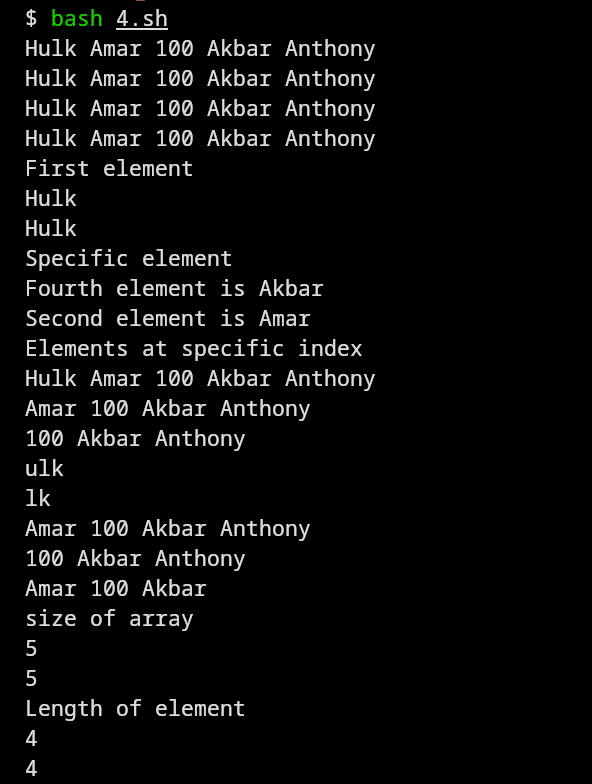 $ bash 4.sh
Hulk Amar 100 Akbar Anthony
Hulk Amar 100 Akbar Anthony
Hulk Amar 100 Akbar Anthony
Hulk Amar 100 Akbar Anthony
First element
Hulk
Hulk
Specific element
Fourth element is Akbar
Second element is Amar
Elements at specific index
Hulk Amar 100 Akbar Anthony
Amar 100 Akbar Anthony
100 Akbar Anthony
ulk
lk
Amar 100 Akbar Anthony
100 Akbar Anthony
Amar 100 Akbar
size of array
5
5
Length of element
4
4